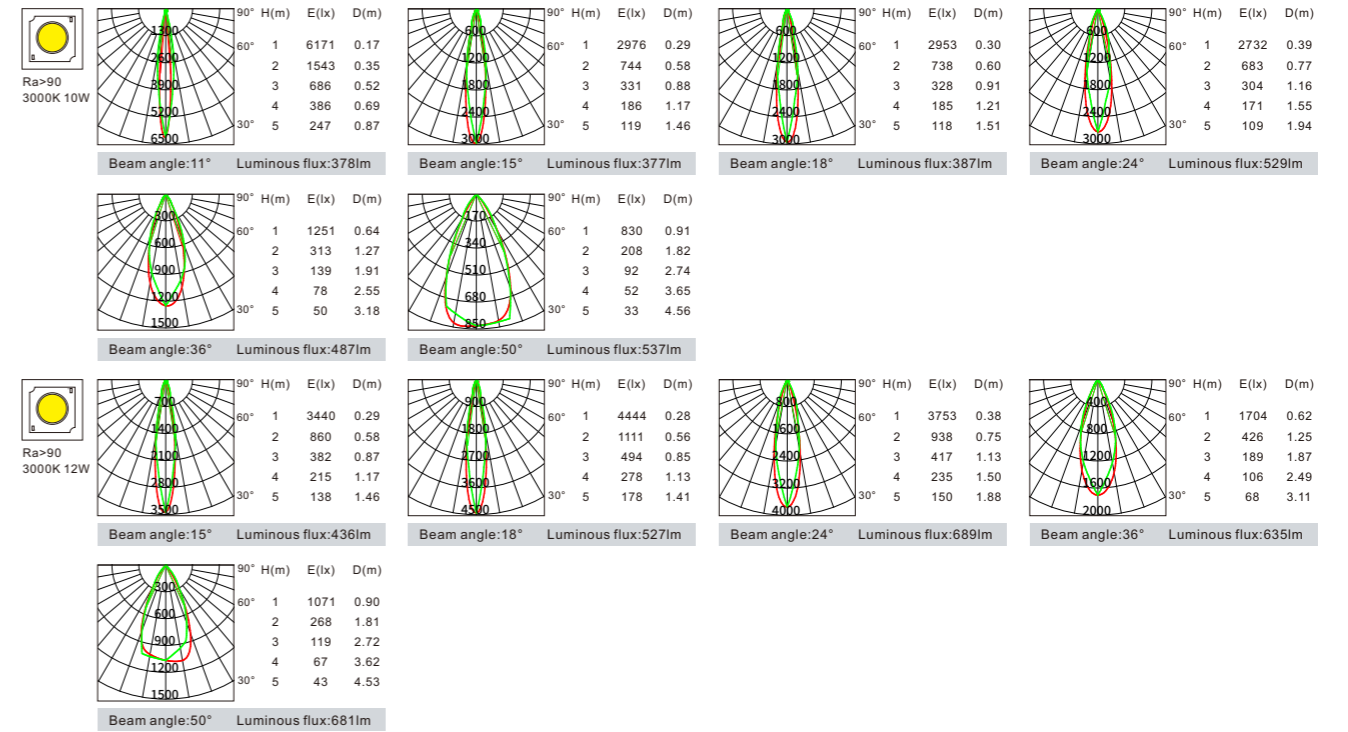 Ra>90
3000K 10W
1300
2600
3900
5200
6500
90° H(m) E(lx) D(m)
60° 1 6171 0.17
2 1543 0.35
3 686 0.52
4 386 0.69
30° 5 247 0.87
Beam angle:11° Luminous flux:378lm
600
1200
1800
2400
3000
90° H(m) E(lx) D(m)
60° 1 2976 0.29
2 744 0.58
3 331 0.88
4 186 1.17
30° 5 119 1.46
Beam angle:15° Luminous flux:377lm
600
1200
1800
2400
3000
90° H(m) E(lx) D(m)
60° 1 2953 0.30
2 738 0.60
3 328 0.91
4 185 1.21
30° 5 118 1.51
Beam angle:18° Luminous flux:387lm
600
1200
1800
2400
3000
90° H(m) E(lx) D(m)
60° 1 2732 0.39
2 683 0.77
3 304 1.16
4 171 1.55
30° 5 109 1.94
Beam angle:24° Luminous flux:529lm
300
600
900
1200
1500
90° H(m) E(lx) D(m)
60° 1 1251 0.64
2 313 1.27
3 139 1.91
4 78 2.55
30° 5 50 3.18
Beam angle:36° Luminous flux:487lm
170
340
510
680
850
90° H(m) E(lx) D(m)
60° 1 830 0.91
2 208 1.82
3 92 2.74
4 52 3.65
30° 5 33 4.56
Beam angle:50° Luminous flux:537lm
Ra>90
3000K 12W
700
1400
2100
2800
3500
90° H(m) E(lx) D(m)
60° 1 3440 0.29
2 860 0.58
3 382 0.87
4 215 1.17
30° 5 138 1.46
Beam angle:15° Luminous flux:436lm
900
1800
2700
3600
4500
90° H(m) E(lx) D(m)
60° 1 4444 0.28
2 1111 0.56
3 494 0.85
4 278 1.13
30° 5 178 1.41
Beam angle:18° Luminous flux:527lm
800
1600
2400
3200
4000
90° H(m) E(lx) D(m)
60° 1 3753 0.38
2 938 0.75
3 417 1.13
4 235 1.50
30° 5 150 1.88
Beam angle:24° Luminous flux:689lm
400
800
1200
1600
2000
90° H(m) E(lx) D(m)
60° 1 1704 0.62
2 426 1.25
3 189 1.87
4 106 2.49
30° 5 68 3.11
Beam angle:36° Luminous flux:635lm
300
600
900
1200
1500
90° H(m) E(lx) D(m)
60° 1 1071 0.90
2 268 1.81
3 119 2.72
4 67 3.62
30° 5 43 4.53
Beam angle:50° Luminous flux:681lm